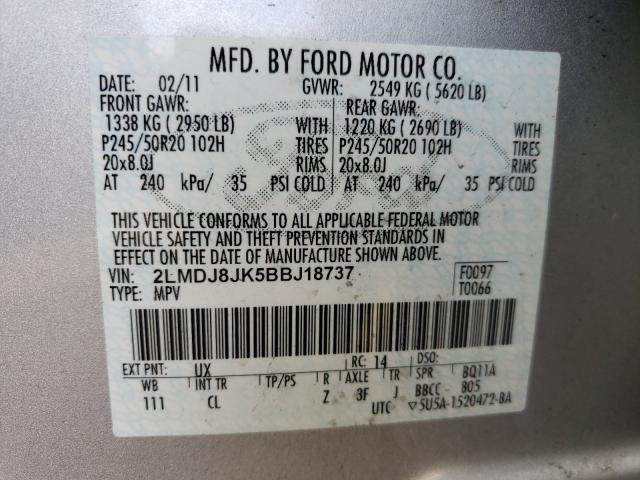 MFD. BY FORD MOTOR CO.
DATE: 02/11 GVWR: 2549 KG ( 5620 LB)
FRONT GAWR: REAR GAWR:
1338 KG ( 2950 LB) WITH 1220 KG ( 2690 LB) WITH
P245/50R20 102H TIRES P245/50R20 102H TIRES
20x8.0J RIMS 20x8.0J RIMS
AT 240 kPa/ 35 PSI COLD AT 240 kPa/ 35 PSI COLD
THIS VEHICLE CONFORMS TO ALL APPLICABLE FEDERAL MOTOR
VEHICLE SAFETY AND THEFT PREVENTION STANDARDS IN
EFFECT ON THE DATE OF MANUFACTURE SHOWN ABOVE.
VIN: 2LMDJ8JK5BBJ18737 F0097
TYPE: MPV T0066
EXT PNT: UX RC: 14 DSO:
WB INT TR TP/PS R AXLE TR SPR BQ11A
111 CL Z 3F J BBCC 805
UTC ▽5U5A-1520472-BA